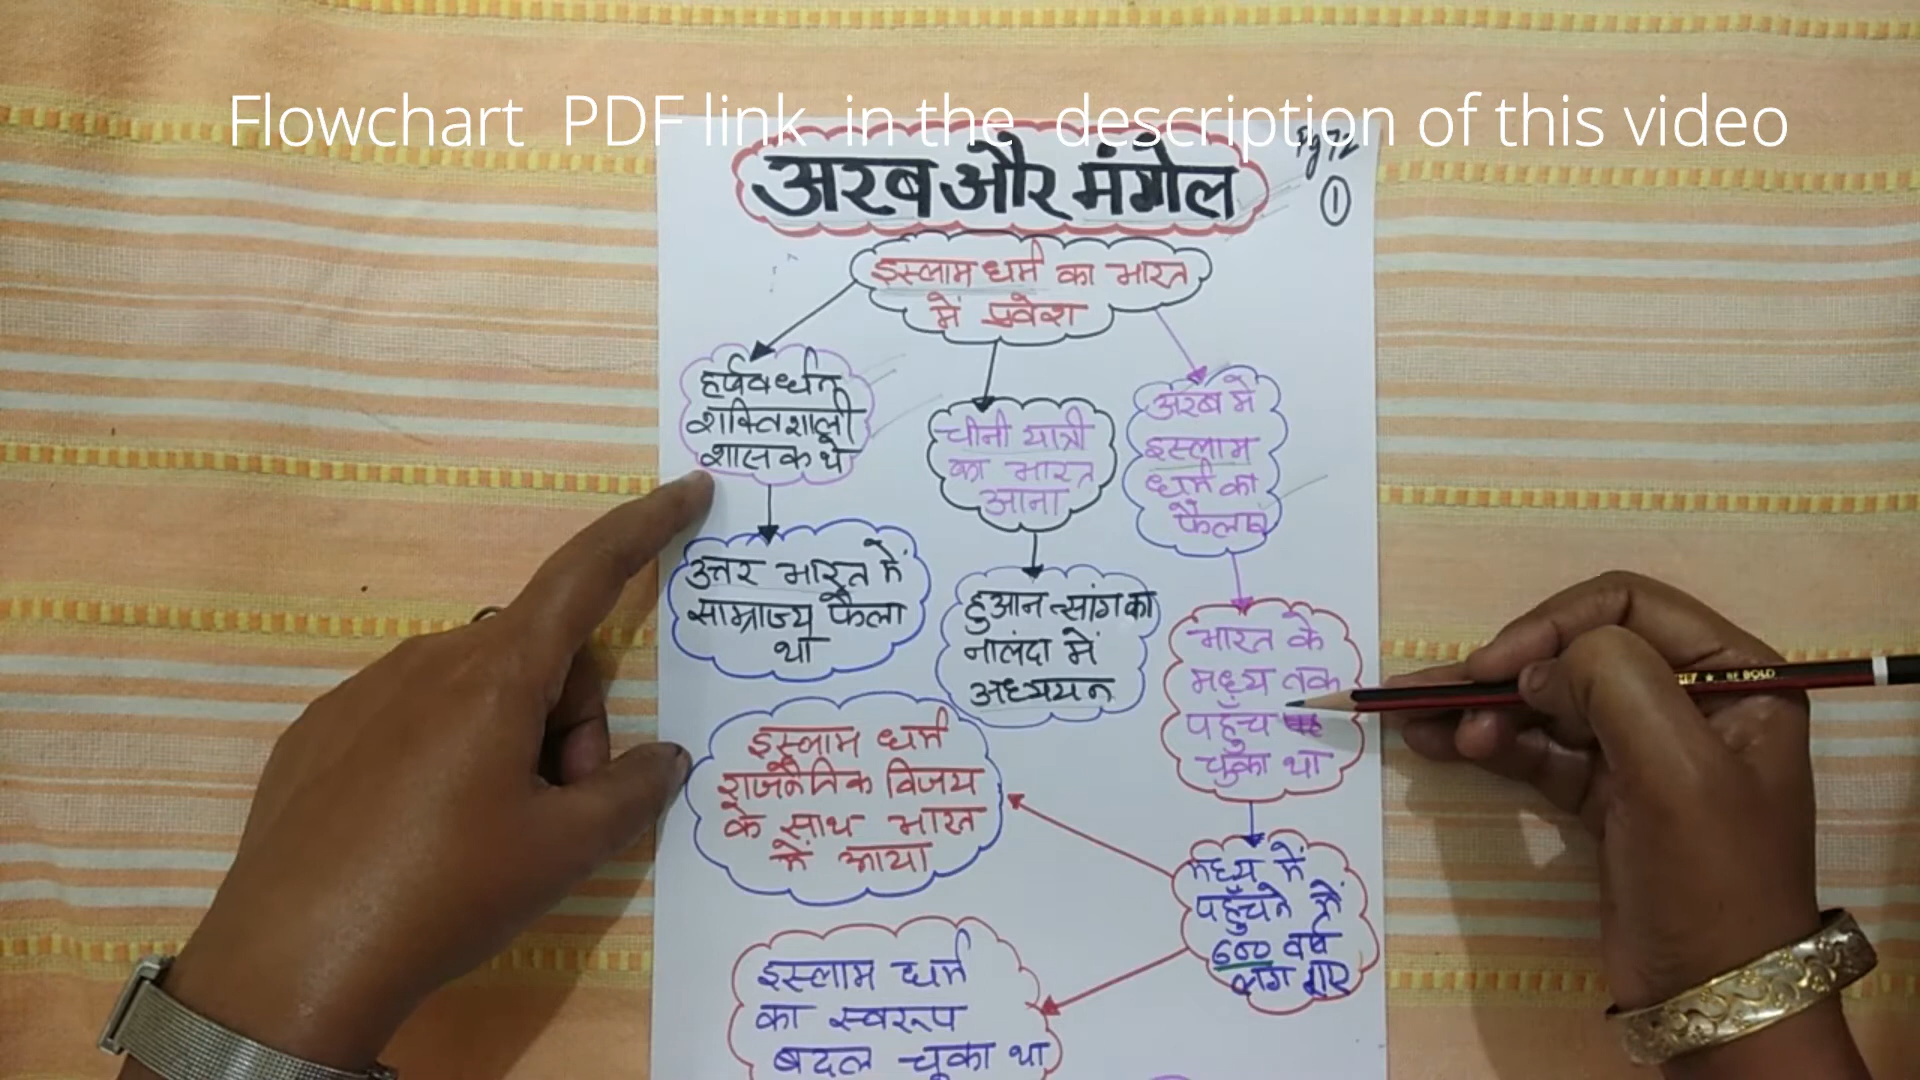 Flowchart PDF link in the description of this video
Pg 72
1
अरब और मंगोल
इस्लाम धर्म का भारत
में प्रवेश
हर्षवर्धन
शक्तिशाली
शासक थे
उत्तर भारत में
साम्राज्य फैला
था
चीनी यात्री
का भारत
आना
हुआन त्सांग का
नालंदा में
अध्ययन
अरब में
इस्लाम
धर्म का
फैलाव
भारत के
मध्य तक
पहुँच
चुका था
मध्य में
पहुँचने में
600 वर्ष
लग गए
इस्लाम धर्म
राजनैतिक विजय
के साथ भारत
में आया
इस्लाम धर्म
का स्वरूप
बदल चुका था